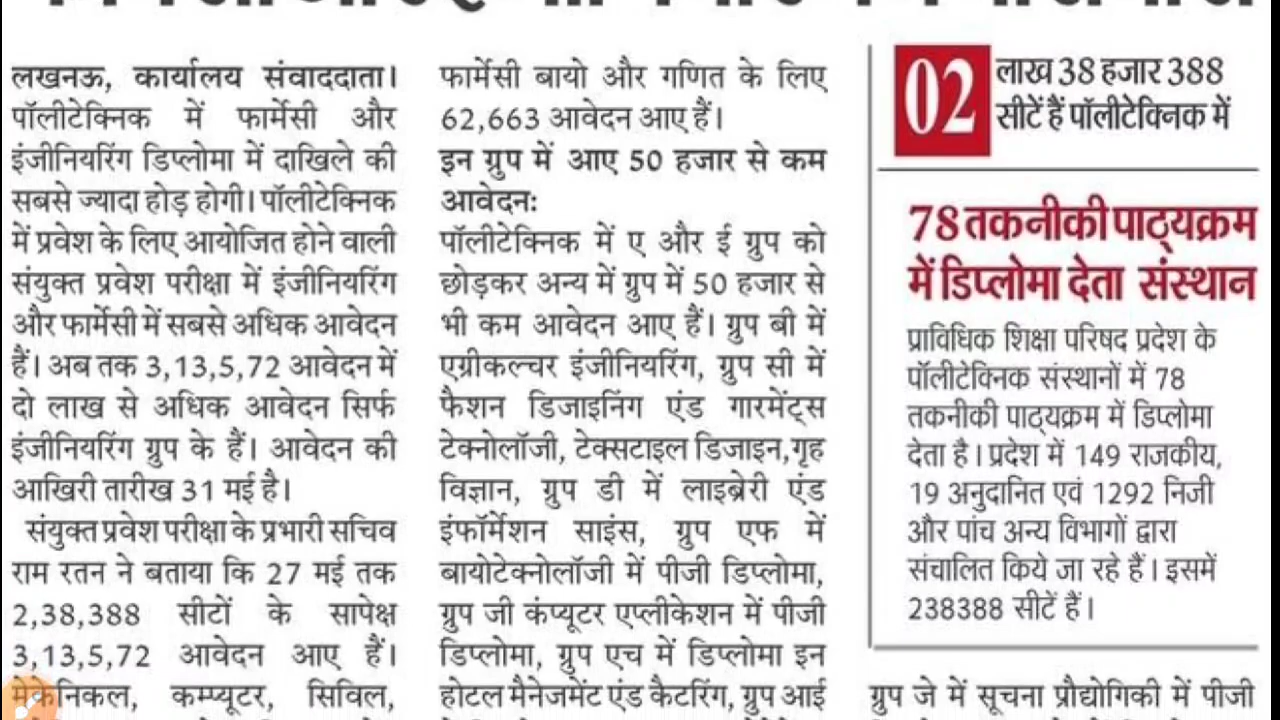 लखनऊ, कार्यालय संवाददाता।
पॉलीटेक्निक में फार्मेसी और
इंजीनियरिंग डिप्लोमा में दाखिले की
सबसे ज्यादा होड़ होगी। पॉलीटेक्निक
में प्रवेश के लिए आयोजित होने वाली
संयुक्त प्रवेश परीक्षा में इंजीनियरिंग
और फार्मेसी में सबसे अधिक आवेदन
हैं। अब तक 3,13,5,72 आवेदन में
दो लाख से अधिक आवेदन सिर्फ
इंजीनियरिंग ग्रुप के हैं। आवेदन की
आखिरी तारीख 31 मई है।
संयुक्त प्रवेश परीक्षा के प्रभारी सचिव
राम रतन ने बताया कि 27 मई तक
2,38,388 सीटों के सापेक्ष
3,13,5,72 आवेदन आए हैं।
मेकेनिकल, कम्प्यूटर, सिविल,
फार्मेसी बायो और गणित के लिए
62,663 आवेदन आए हैं।
इन ग्रुप में आए 50 हजार से कम
आवेदनः
पॉलीटेक्निक में ए और ई ग्रुप को
छोड़कर अन्य में ग्रुप में 50 हजार से
भी कम आवेदन आए हैं। ग्रुप बी में
एग्रीकल्चर इंजीनियरिंग, ग्रुप सी में
फैशन डिजाइनिंग एंड गारमेंट्स
टेक्नोलॉजी, टेक्सटाइल डिजाइन,गृह
विज्ञान, ग्रुप डी में लाइब्रेरी एंड
इंफॉर्मेशन साइंस, ग्रुप एफ में
बायोटेक्नोलॉजी में पीजी डिप्लोमा,
ग्रुप जी कंप्यूटर एप्लीकेशन में पीजी
डिप्लोमा, ग्रुप एच में डिप्लोमा इन
होटल मैनेजमेंट एंड कैटरिंग, ग्रुप आई
02 लाख 38 हजार 388
सीटें हैं पॉलीटेक्निक में
78 तकनीकी पाठ्यक्रम
में डिप्लोमा देता संस्थान
प्राविधिक शिक्षा परिषद प्रदेश के
पॉलीटेक्निक संस्थानों में 78
तकनीकी पाठ्यक्रम में डिप्लोमा
देता है। प्रदेश में 149 राजकीय,
19 अनुदानित एवं 1292 निजी
और पांच अन्य विभागों द्वारा
संचालित किये जा रहे हैं। इसमें
238388 सीटें हैं।
ग्रुप जे में सूचना प्रौद्योगिकी में पीजी